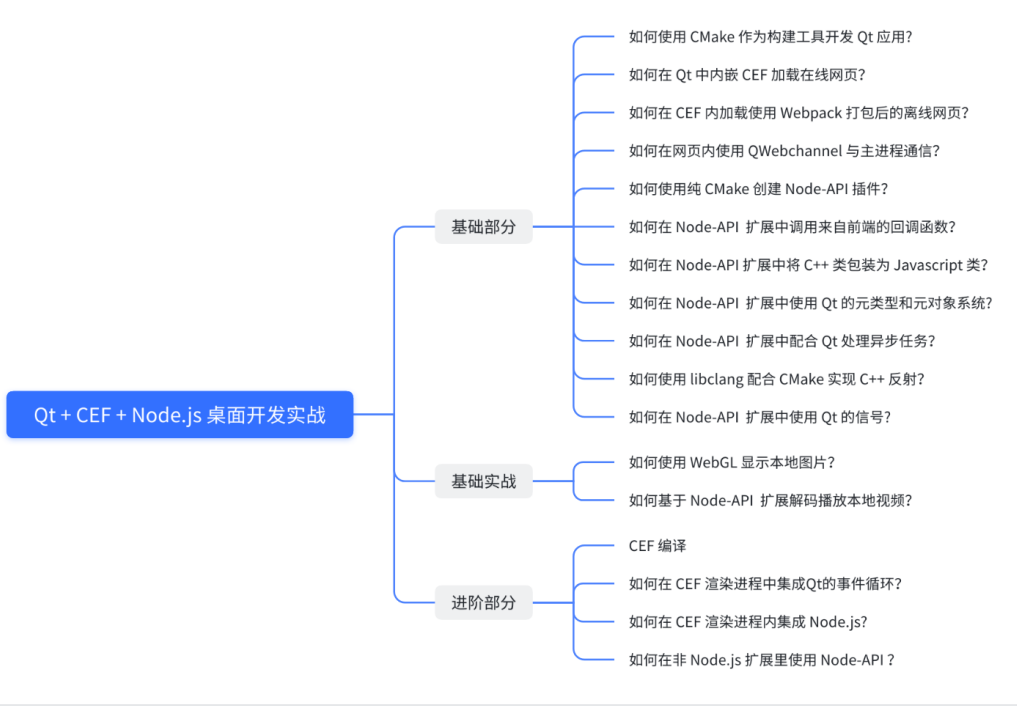 Qt + CEF + Node.js 桌面开发实战
基础部分
如何使用 CMake 作为构建工具开发 Qt 应用?
如何在 Qt 中内嵌 CEF 加载在线网页?
如何在 CEF 内加载使用 Webpack 打包后的离线网页?
如何在网页内使用 QWebchannel 与主进程通信?
如何使用纯 CMake 创建 Node-API 插件?
如何在 Node-API 扩展中调用来自前端的回调函数?
如何在 Node-API 扩展中将 C++ 类包装为 Javascript 类?
如何在 Node-API 扩展中使用 Qt 的元类型和元对象系统?
如何在 Node-API 扩展中配合 Qt 处理异步任务?
如何使用 libclang 配合 CMake 实现 C++ 反射?
如何在 Node-API 扩展中使用 Qt 的信号?
基础实战
如何使用 WebGL 显示本地图片?
如何基于 Node-API 扩展解码播放本地视频?
进阶部分
CEF 编译
如何在 CEF 渲染进程中集成Qt的事件循环?
如何在 CEF 渲染进程内集成 Node.js?
如何在非 Node.js 扩展里使用 Node-API ?